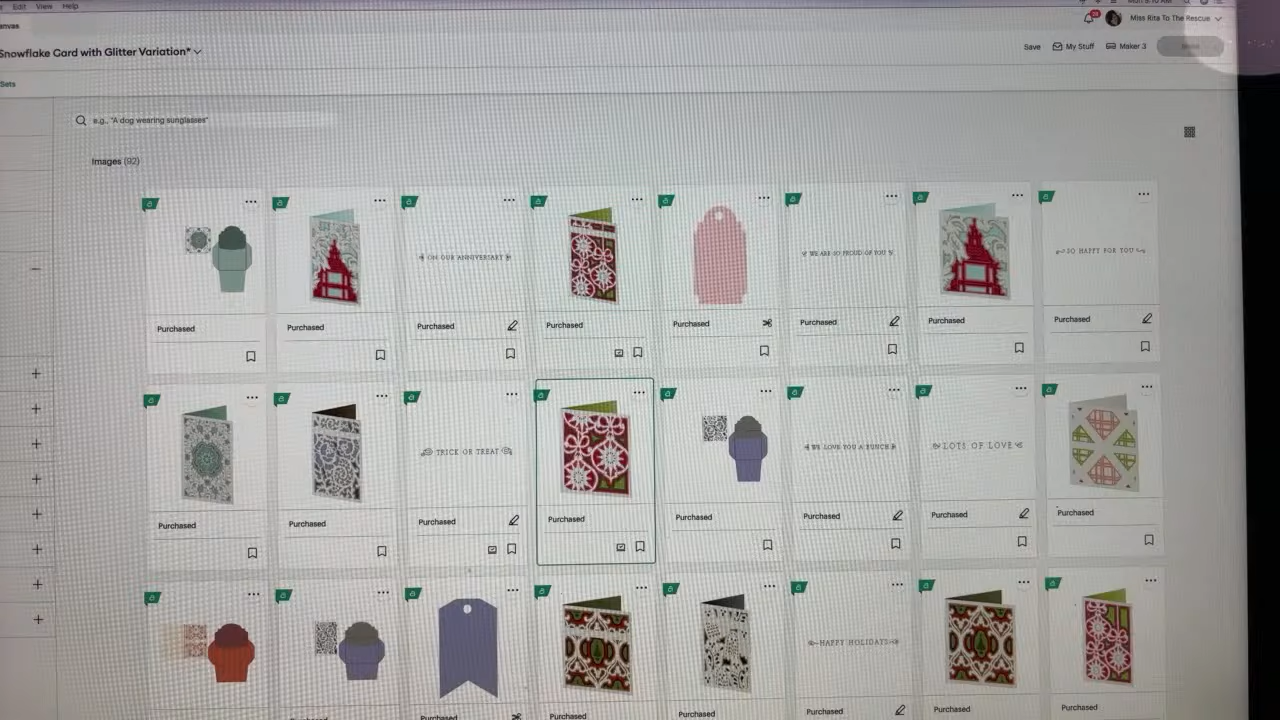 Edit View Help
Miss Rita To The Rescue
Snowflake Card with Glitter Variation*
Save My Stuff Maker 3
Sets
e.g., "A dog wearing sunglasses"
Images (92)
ON OUR ANNIVERSARY
WE ARE SO PROUD OF YOU
SO HAPPY FOR YOU
Purchased Purchased Purchased Purchased Purchased Purchased Purchased Purchased
TRICK OR TREAT
WE LOVE YOU A BUNCH
LOTS OF LOVE
Purchased Purchased Purchased Purchased Purchased Purchased Purchased Purchased
HAPPY HOLIDAYS
Purchased Purchased Purchased Purchased Purchased Purchased